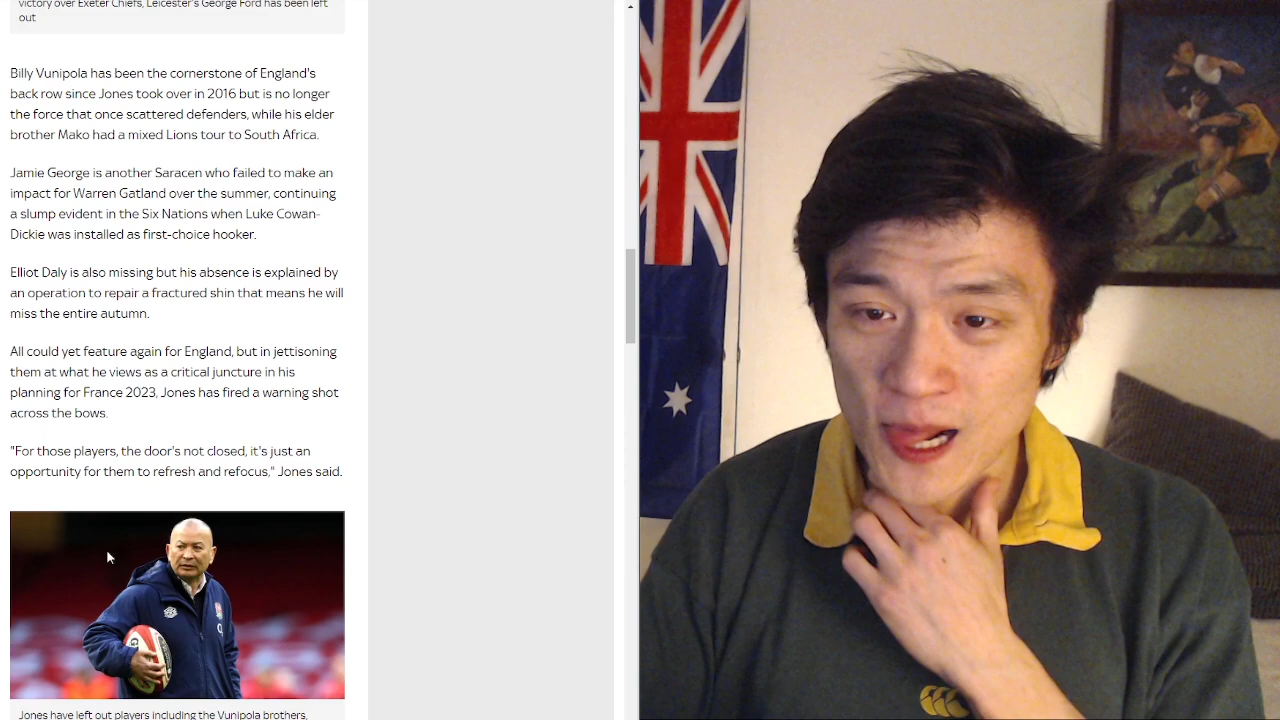 victory over Exeter Chiefs, Leicester's George Ford has been left
out
Billy Vunipola has been the cornerstone of England's
back row since Jones took over in 2016 but is no longer
the force that once scattered defenders, while his elder
brother Mako had a mixed Lions tour to South Africa.
Jamie George is another Saracen who failed to make an
impact for Warren Gatland over the summer, continuing
a slump evident in the Six Nations when Luke Cowan-
Dickie was installed as first-choice hooker.
Elliot Daly is also missing but his absence is explained by
an operation to repair a fractured shin that means he will
miss the entire autumn.
All could yet feature again for England, but in jettisoning
them at what he views as a critical juncture in his
planning for France 2023, Jones has fired a warning shot
across the bows.
"For those players, the door's not closed, it's just an
opportunity for them to refresh and refocus," Jones said.
Jones have left out players including the Vunipola brothers,